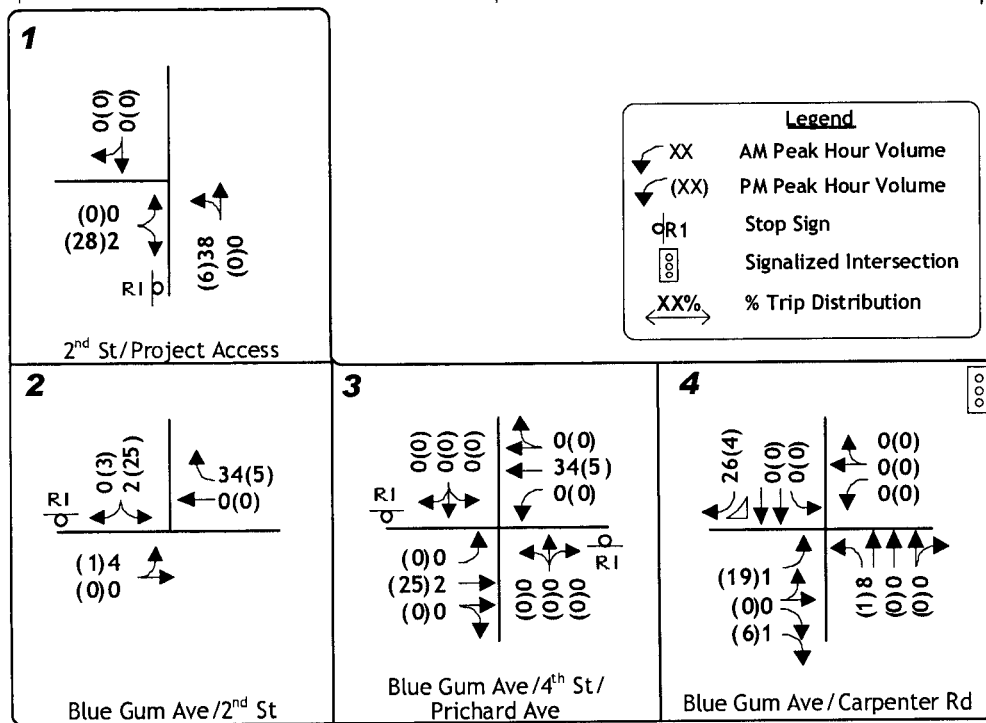 1
0(0)
0(0)
(0)0
(28)2
(6)38
(0)0
R1
2nd St/Project Access
Legend
XX AM Peak Hour Volume
(XX) PM Peak Hour Volume
R1 Stop Sign
Signalized Intersection
XX% % Trip Distribution
2
R1
0(3)
2(25)
34(5)
0(0)
(1)4
(0)0
Blue Gum Ave/2nd St
3
0(0)
0(0)
0(0)
0(0)
34(5)
0(0)
R1
(0)0
(25)2
(0)0
(0)0
(0)0
(0)0
R1
Blue Gum Ave/4th St/
Prichard Ave
4
26(4)
0(0)
0(0)
0(0)
0(0)
0(0)
(19)1
(0)0
(6)1
(1)8
(0)0
(0)0
Blue Gum Ave/Carpenter Rd